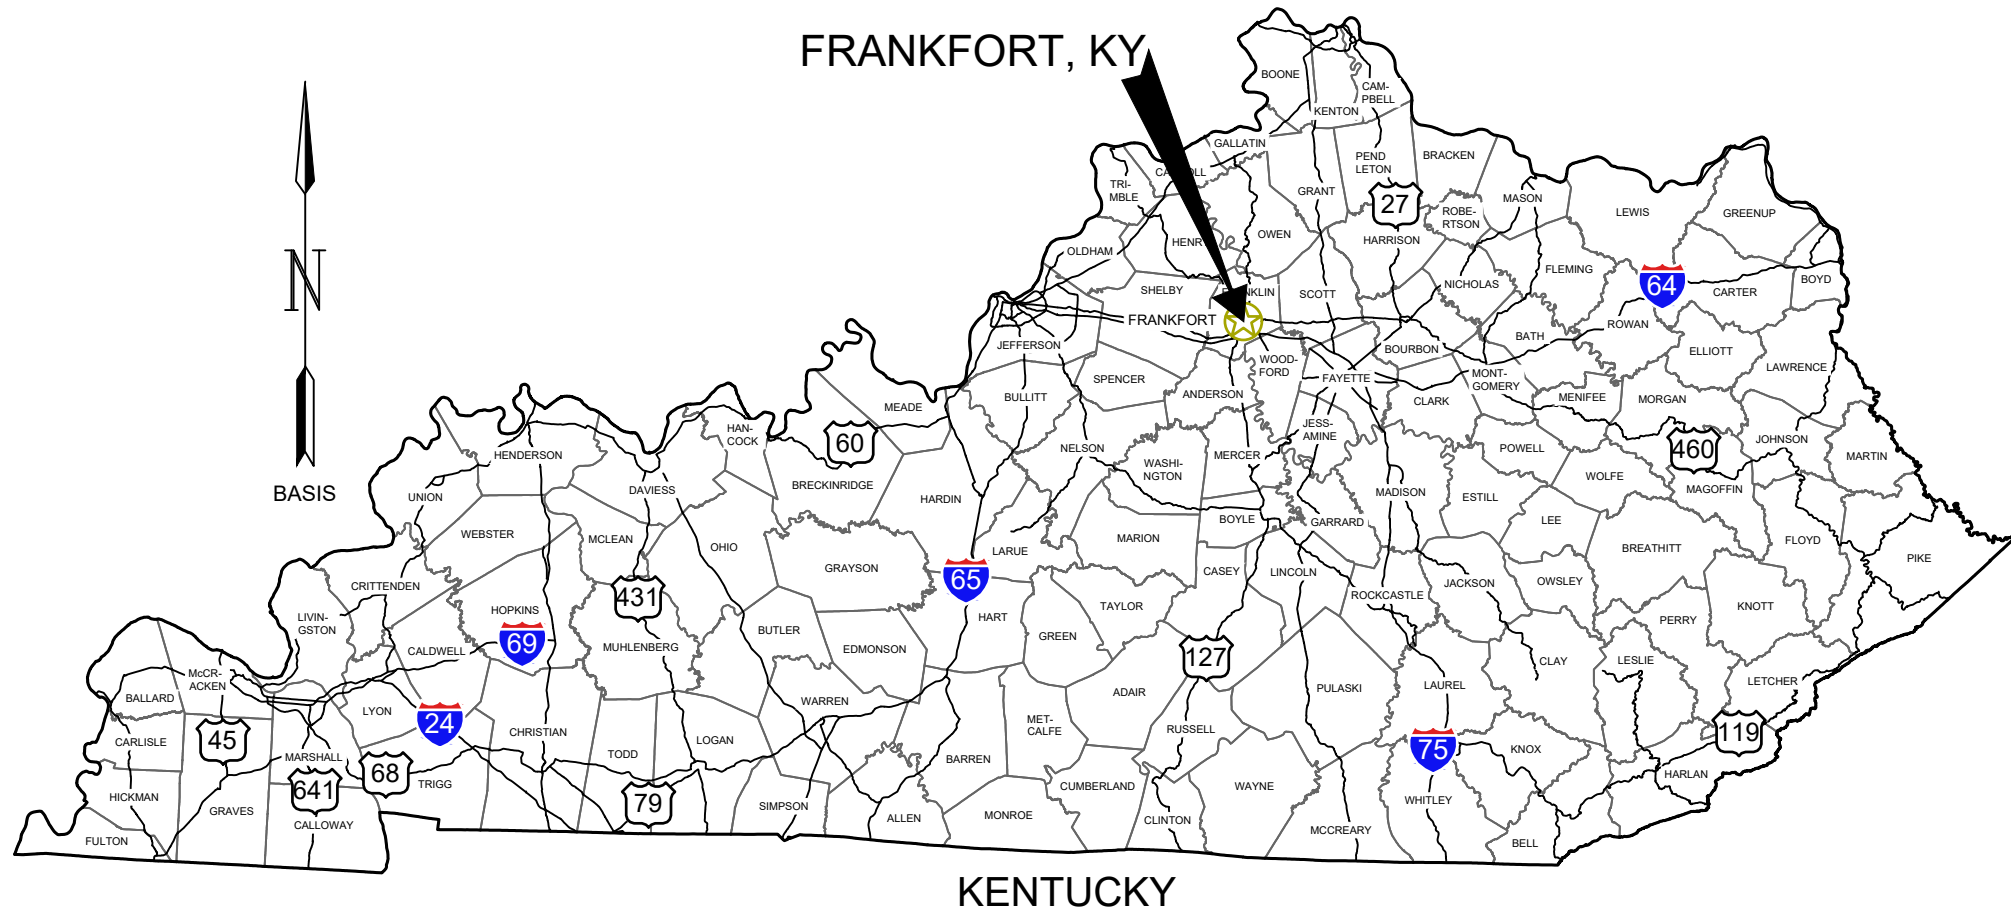 FRANKFORT, KY
BOONE
CAM-
PBELL
KENTON
GALLATIN
PEND
LETON
BRACKEN
TRI-
MBLE
GRANT
27
ROBE-
RTSON
MASON
LEWIS
GREENUP
N
OLDHAM
OWEN
HARRISON
FLEMING
64
CARTER
BOYD
SHELBY
SCOTT
NICHOLAS
FRANKFORT
JEFFERSON
WOOD-
FORD
BOURBON
BATH
ROWAN
ELLIOTT
LAWRENCE
SPENCER
FAYETTE
MONT-
GOMERY
BULLITT
ANDERSON
CLARK
MENIFEE
MORGAN
MEADE
HAN-
COCK
60
JESS-
AMINE
460
JOHNSON
MARTIN
HENDERSON
NELSON
WASHI-
NGTON
MERCER
POWELL
WOLFE
MAGOFFIN
BASIS
UNION
DAVIESS
BRECKINRIDGE
HARDIN
MADISON
ESTILL
WEBSTER
MCLEAN
OHIO
LARUE
MARION
BOYLE
GARRARD
LEE
BREATHITT
FLOYD
PIKE
CRITTENDEN
GRAYSON
65
CASEY
LINCOLN
JACKSON
OWSLEY
431
ROCKCASTLE
TAYLOR
KNOTT
LIVIN-
GSTON
HOPKINS
69
HART
GREEN
PERRY
BUTLER
EDMONSON
CALDWELL
MUHLENBERG
127
CLAY
LESLIE
McCR-
ACKEN
BALLARD
LYON
WARREN
ADAIR
PULASKI
LAUREL
LETCHER
24
CARLISLE
45
MARSHALL
CHRISTIAN
TODD
LOGAN
MET-
CALFE
RUSSELL
75
KNOX
119
BARREN
68
TRIGG
HARLAN
HICKMAN
641
79
CUMBERLAND
WAYNE
WHITLEY
GRAVES
CALLOWAY
SIMPSON
ALLEN
MONROE
CLINTON
MCCREARY
FULTON
BELL
KENTUCKY